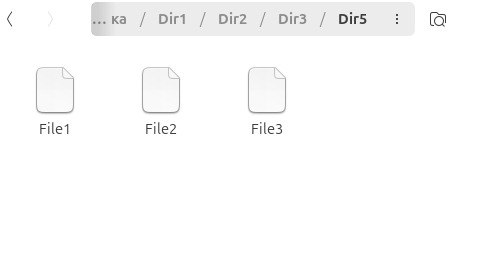 ... ка / Dir1 / Dir2 / Dir3 / Dir5
File1 File2 File3